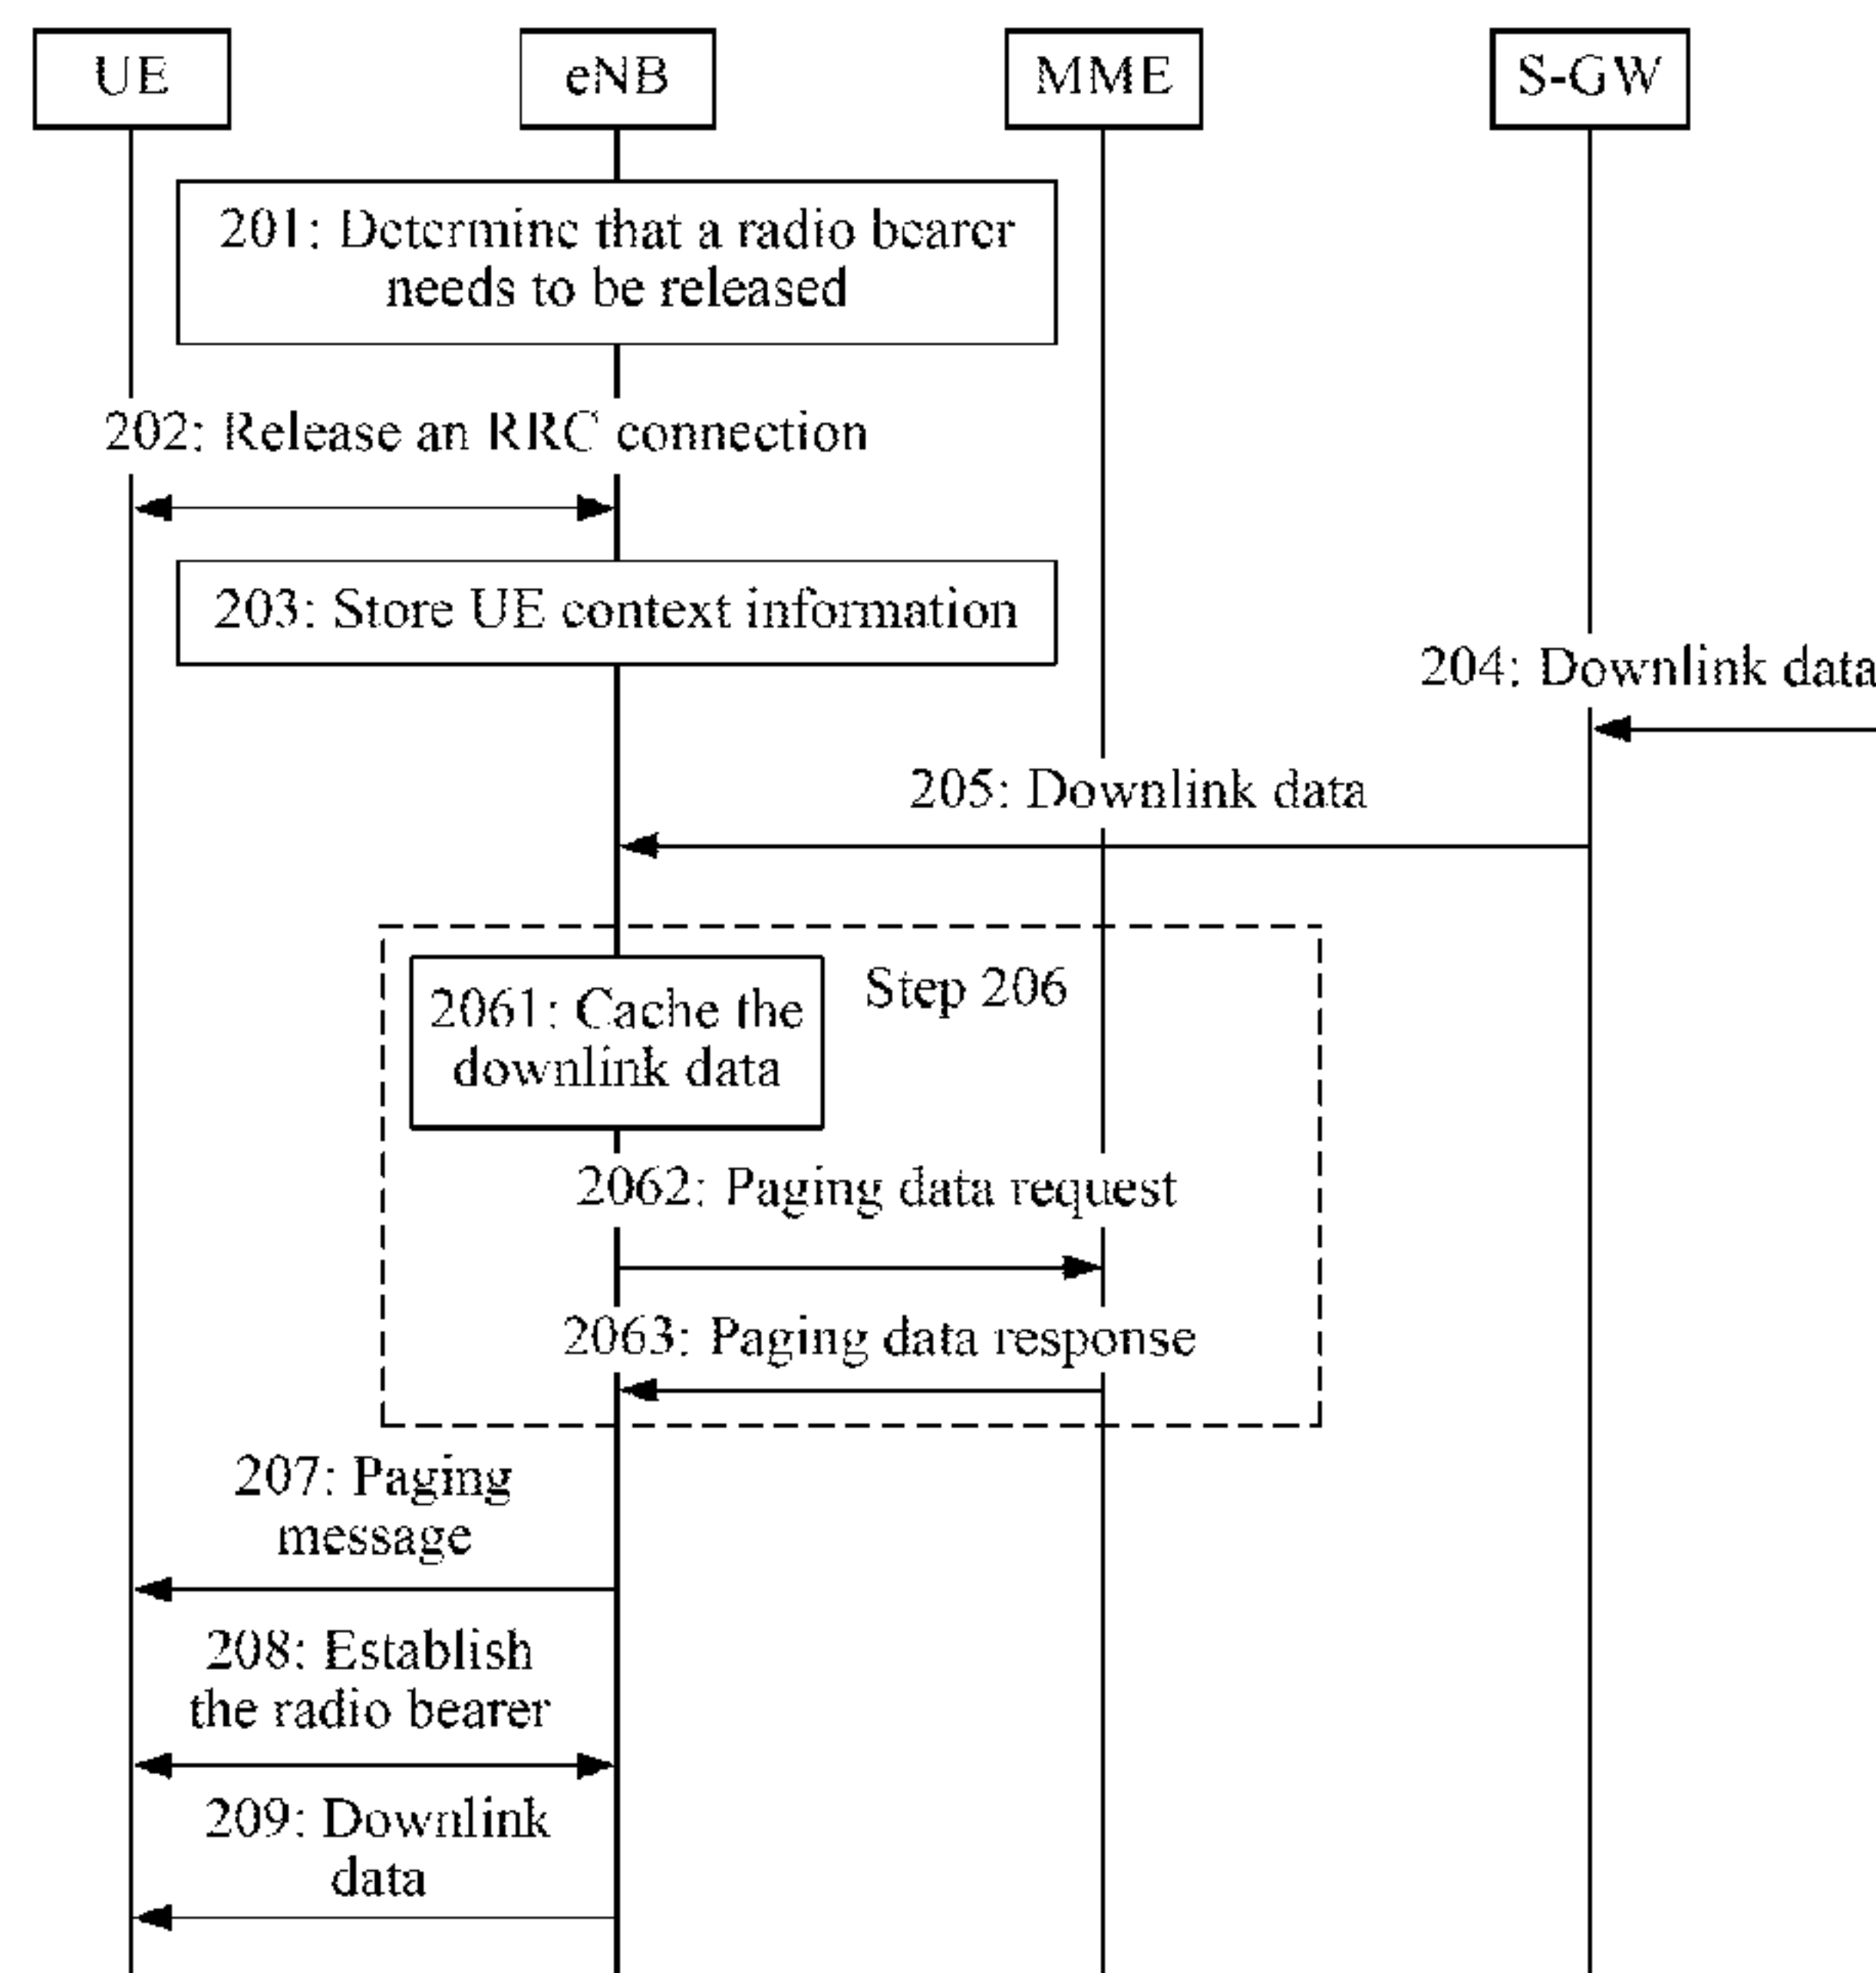 UE
eNB
MME
S-GW
201: Determine that a radio bearer
needs to be released
202: Release an RRC connection
203: Store UE context information
204: Downlink data
205: Downlink data
Step 206
2061: Cache the
downlink data
2062: Paging data request
2063: Paging data response
207: Paging
message
208: Establish
the radio bearer
209: Downlink
data